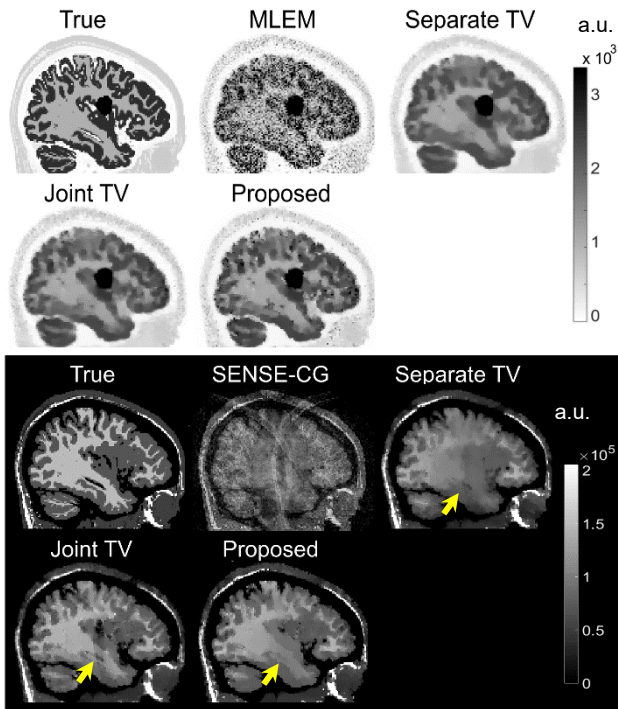 True MLEM Separate TV a.u.
x 10³
3
2
1
0
Joint TV Proposed
True SENSE-CG Separate TV a.u.
×10⁵
2
1.5
1
0.5
0
Joint TV Proposed